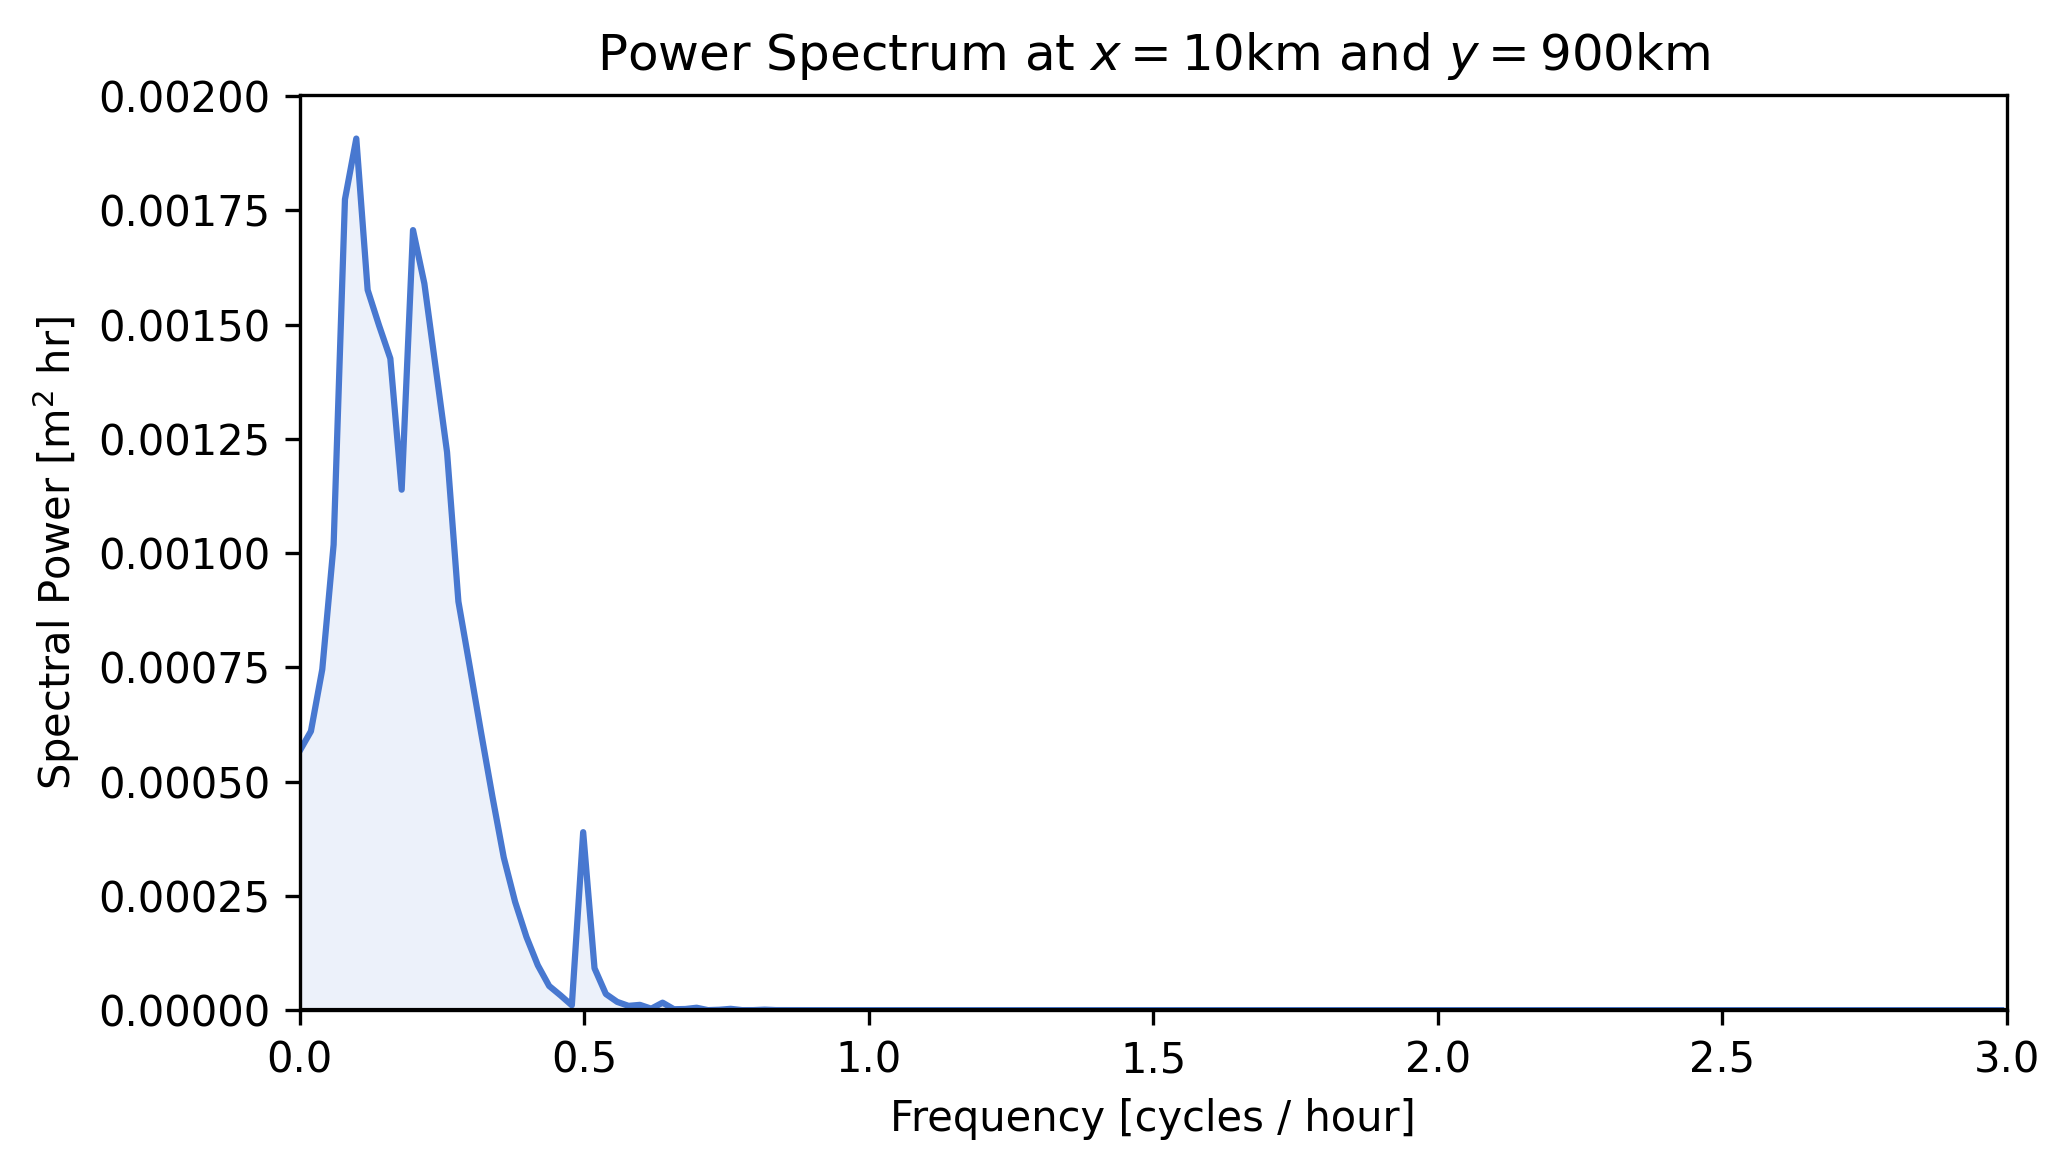 Power Spectrum at x = 10km and y = 900km
Spectral Power [m² hr]
0.00200
0.00175
0.00150
0.00125
0.00100
0.00075
0.00050
0.00025
0.00000
0.0 0.5 1.0 1.5 2.0 2.5 3.0
Frequency [cycles / hour]